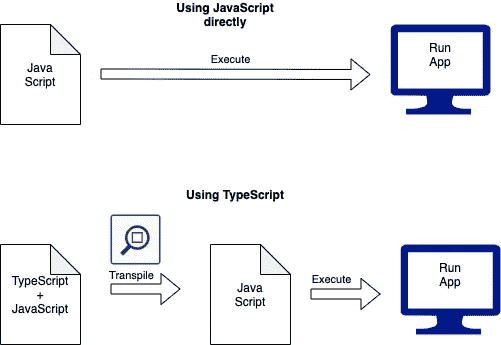 Using JavaScript
directly
Java
Script
Execute
Run
App
Using TypeScript
TypeScript
+
JavaScript
Transpile
Java
Script
Execute
Run
App